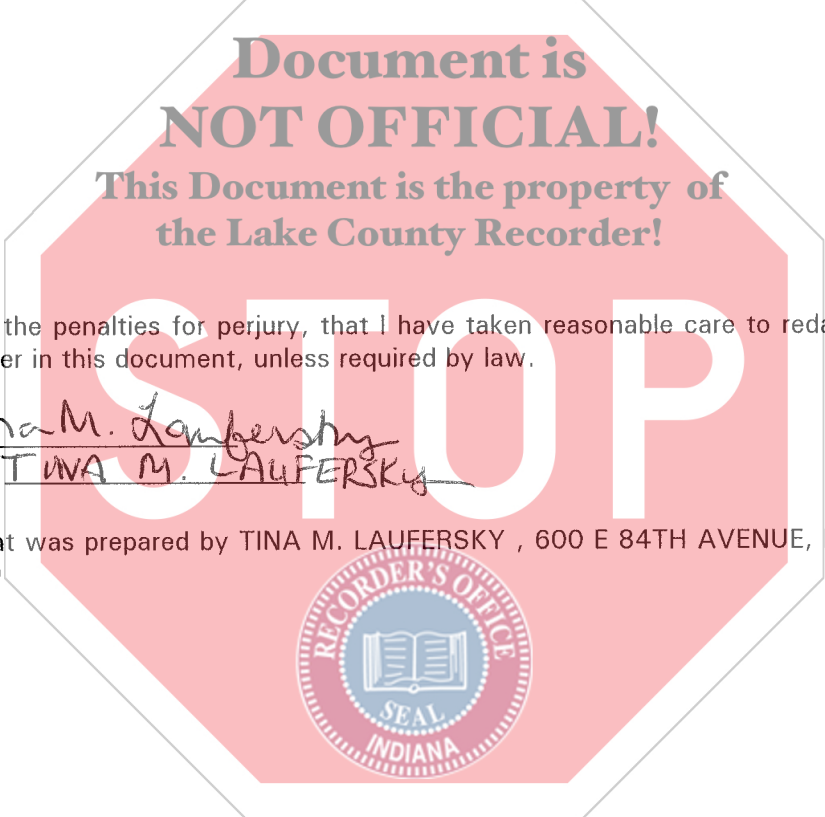 Document is
NOT OFFICIAL!
This Document is the property of
the Lake County Recorder!
STOP
the penalties for perjury, that I have taken reasonable care to reda
er in this document, unless required by law.
na M. Laufersky
TINA M. LAUFERSKY
at was prepared by TINA M. LAUFERSKY , 600 E 84TH AVENUE,
RECORDER'S OFFICE
SEAL
INDIANA